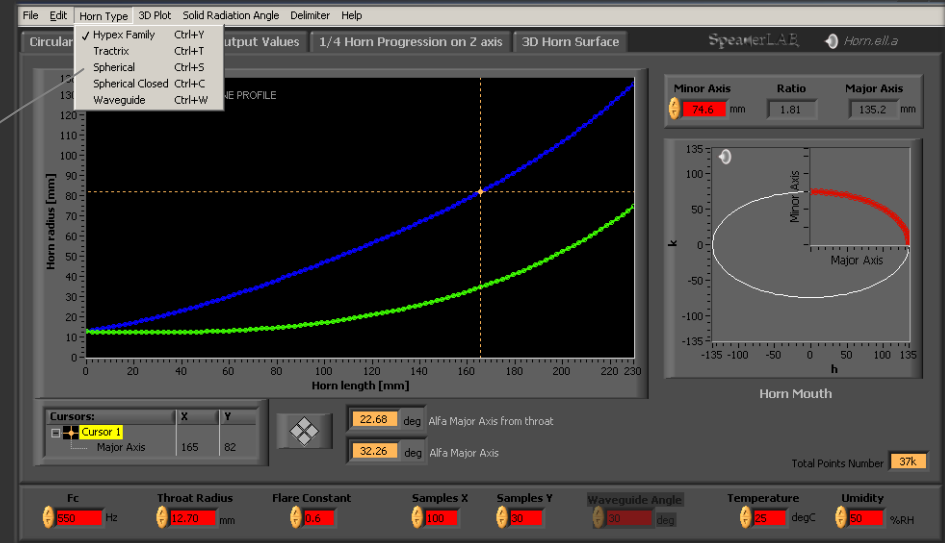 File Edit Horn Type 3D Plot Solid Radiation Angle Delimiter Help
Hypex Family Ctrl+Y
Tractrix Ctrl+T
Spherical Ctrl+S
Spherical Closed Ctrl+C
Waveguide Ctrl+W
Circular
utput Values
1/4 Horn Progression on Z axis
3D Horn Surface
SpeakerLAB
Horn.ell.a
NE PROFILE
Horn radius [mm]
130
120
110
100
90
80
70
60
50
40
30
20
10
0
0 20 40 60 80 100 120 140 160 180 200 220 230
Horn length [mm]
Minor Axis Ratio Major Axis
74.6 mm 1.81 135.2 mm
135
100
50
0
-50
-100
-135
k
-135 -100 -50 0 50 100 135
h
Minor Axis
Major Axis
Horn Mouth
Cursors: X Y
Cursor 1
Major Axis 165 82
22.68 deg Alfa Major Axis from throat
32.26 deg Alfa Major Axis
Total Points Number 37k
Fc Throat Radius Flare Constant Samples X Samples Y Waveguide Angle Temperature Umidity
550 Hz 12.70 mm 0.6 100 30 30 deg 25 degC 50 %RH